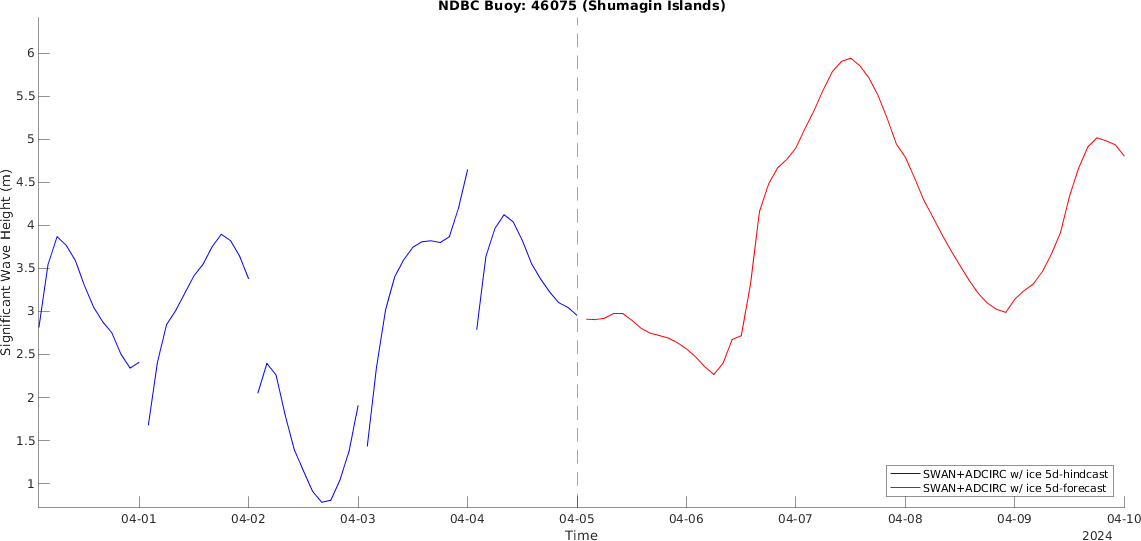 NDBC Buoy: 46075 (Shumagin Islands)
6
5.5
5
4.5
4
3.5
3
2.5
2
1.5
1
Significant Wave Height (m)
SWAN+ADCIRC w/ ice 5d-hindcast
SWAN+ADCIRC w/ ice 5d-forecast
04-01 04-02 04-03 04-04 04-05 04-06 04-07 04-08 04-09 04-10
Time
2024